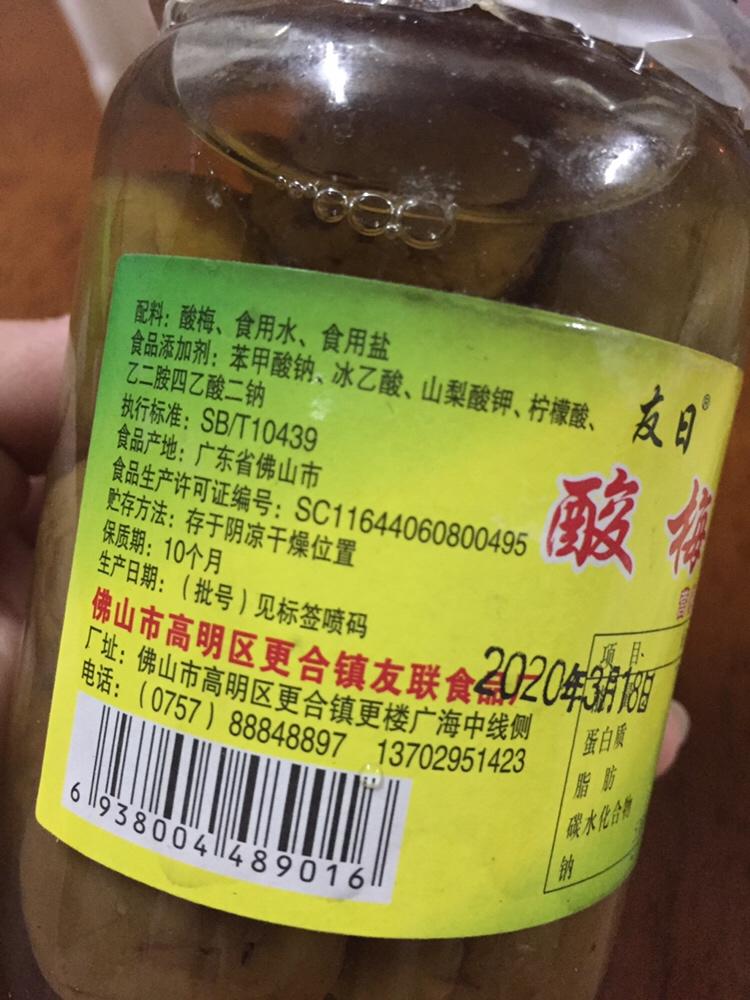 配料：酸梅、食用水、食用盐
食品添加剂：苯甲酸钠、冰乙酸、山梨酸钾、柠檬酸、
乙二胺四乙酸二钠
执行标准：SB/T10439
食品产地：广东省佛山市
食品生产许可证编号：SC11644060800495
贮存方法：存于阴凉干燥位置
保质期：10个月
生产日期：（批号）见标签喷码
佛山市高明区更合镇友联食品厂
厂址：佛山市高明区更合镇更楼广海中线侧
电话：（0757）88848897 13702951423
6938004489016
友日®
酸梅
2020年3月18日
项 目
蛋白质
脂 肪
碳水化合物
钠